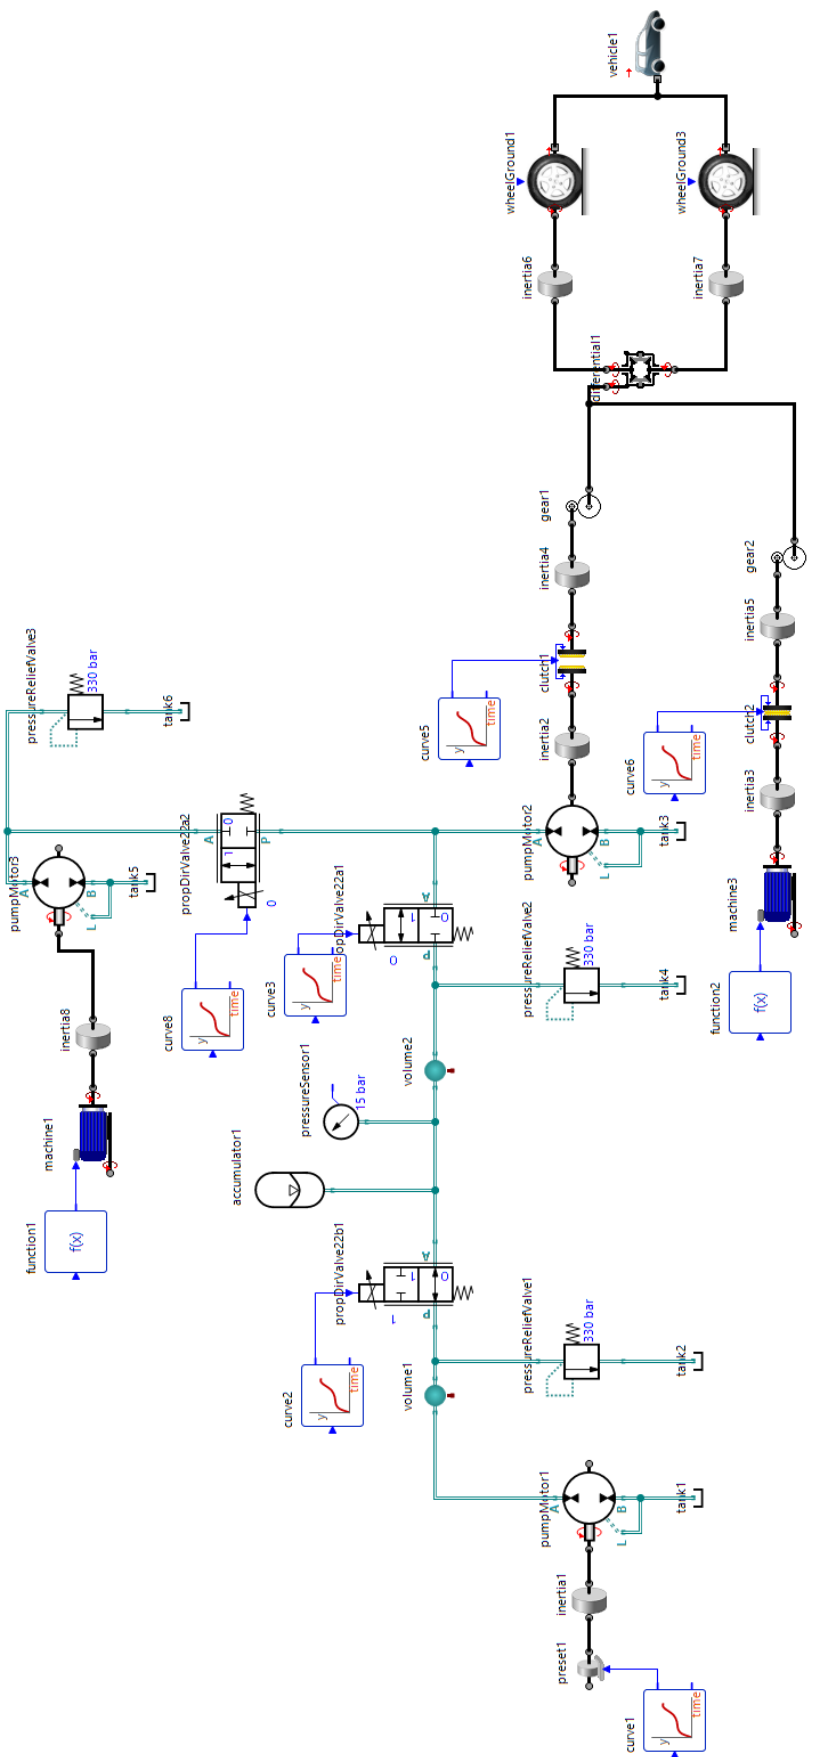 function1
f(x)
machine1
inertia8
pumpMotor3
A
B
L
tank5
pressureReliefValve3
330 bar
tank6
curve8
y
time
propDirValve22a2
A
P
0
1
0
accumulator1
pressureSensor1
15 bar
curve3
y
time
opDirValve22a1
A
P
0
1
0
curve2
y
time
propDirValve22b1
A
P
1
1
0
volume1
volume2
pressureReliefValve1
330 bar
tank2
pressureReliefValve2
330 bar
tank4
curve5
y
time
pumpMotor2
A
B
L
tank3
inertia2
clutch1
inertia4
gear1
differential1
inertia6
wheelGround1
vehicle1
inertia7
wheelGround3
preset1
inertia1
pumpMotor1
A
B
L
tank1
curve1
y
time
curve6
y
time
function2
f(x)
machine3
inertia3
clutch2
inertia5
gear2